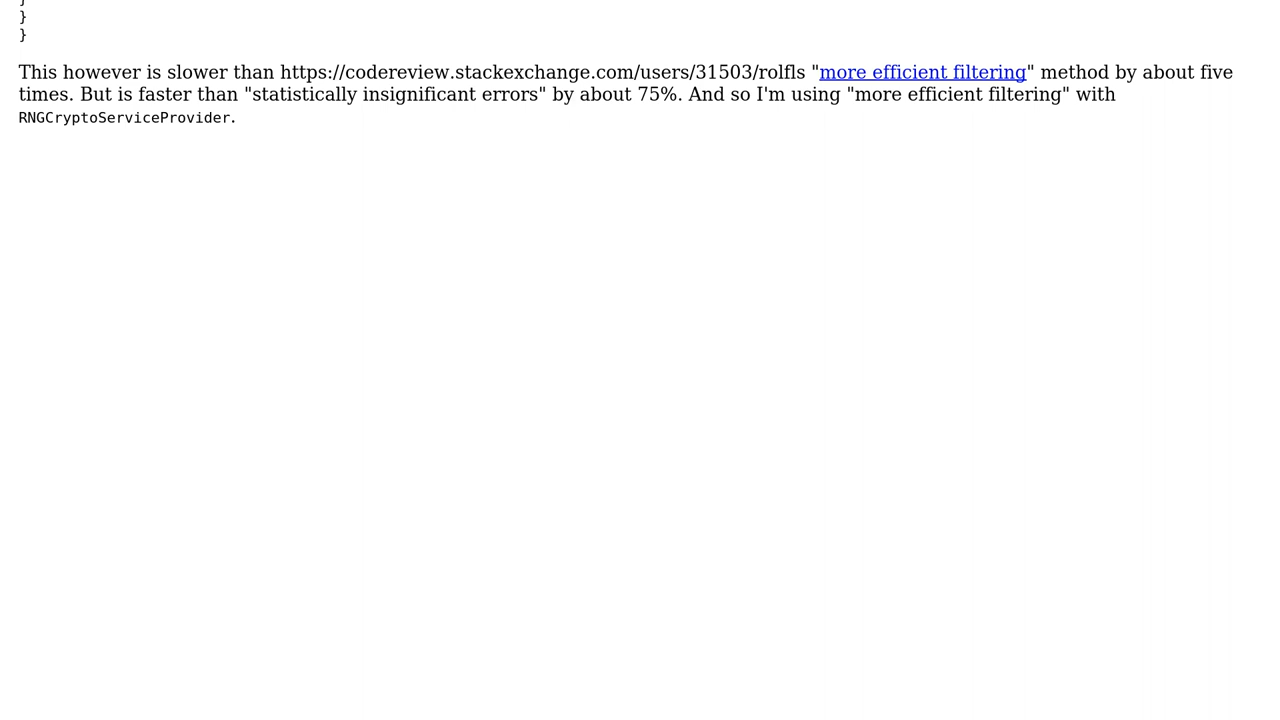 }
}
}
This however is slower than https://codereview.stackexchange.com/users/31503/rolfls "more efficient filtering" method by about five
times. But is faster than "statistically insignificant errors" by about 75%. And so I'm using "more efficient filtering" with
RNGCryptoServiceProvider.